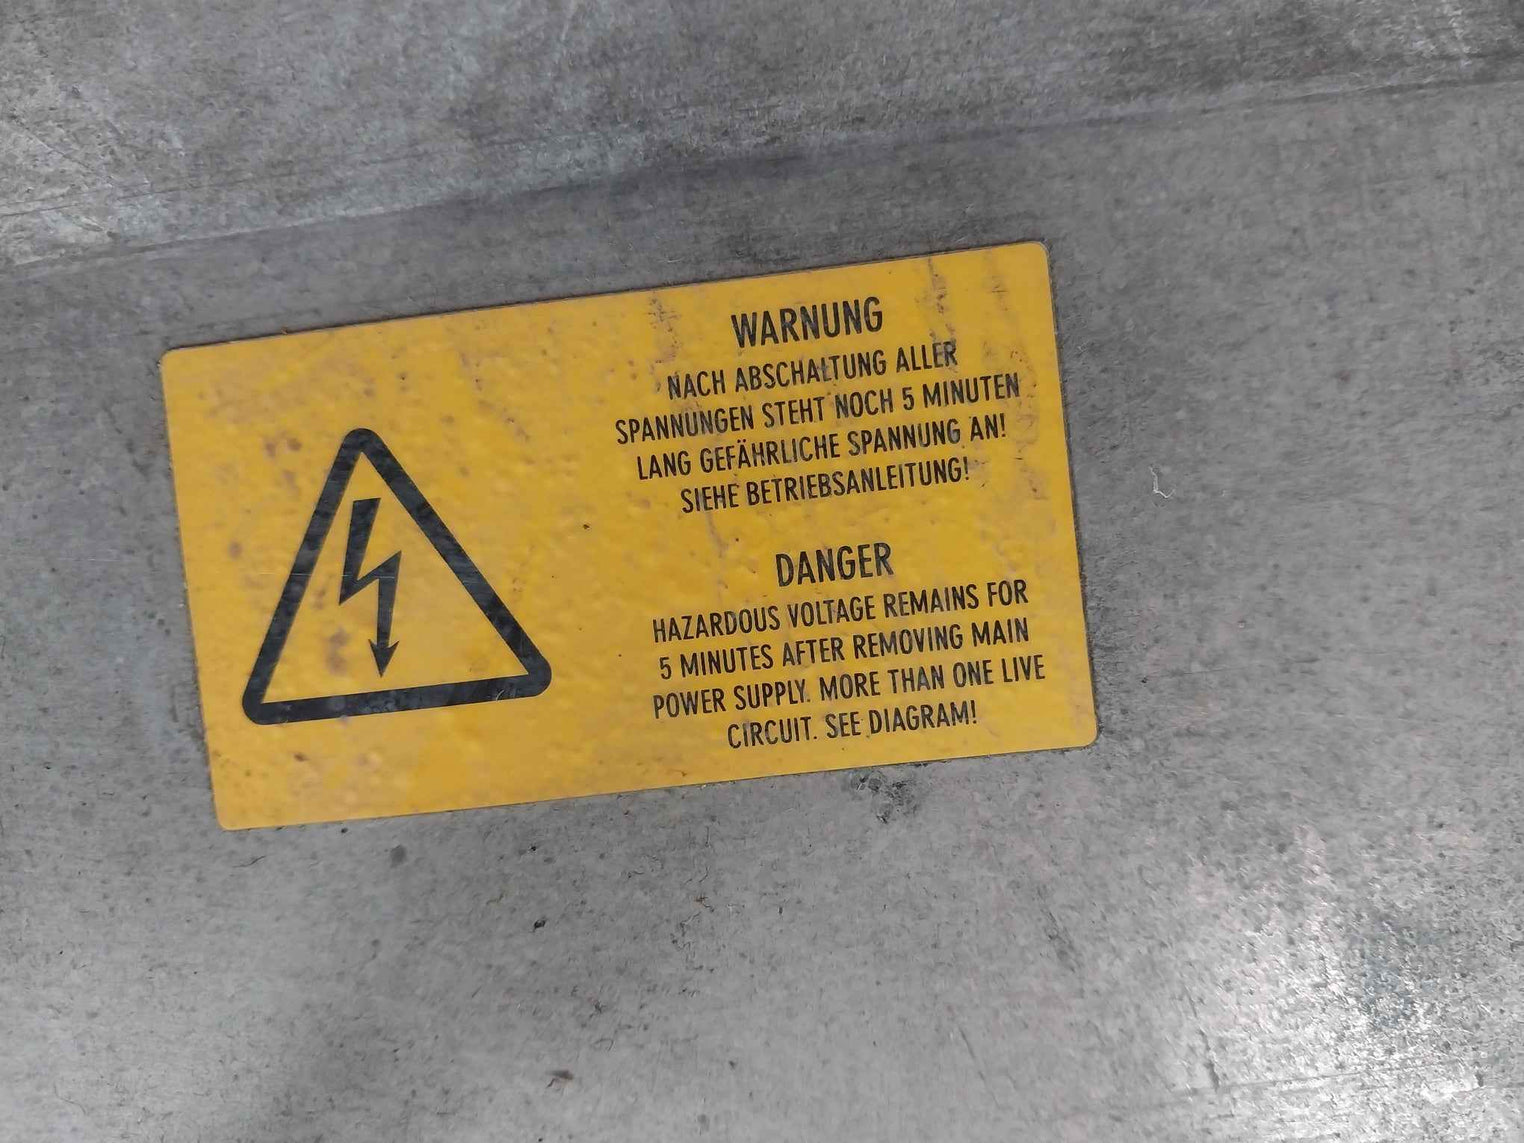 WARNUNG
NACH ABSCHALTUNG ALLER
SPANNUNGEN STEHT NOCH 5 MINUTEN
LANG GEFÄHRLICHE SPANNUNG AN!
SIEHE BETRIEBSANLEITUNG!
DANGER
HAZARDOUS VOLTAGE REMAINS FOR
5 MINUTES AFTER REMOVING MAIN
POWER SUPPLY. MORE THAN ONE LIVE
CIRCUIT. SEE DIAGRAM!